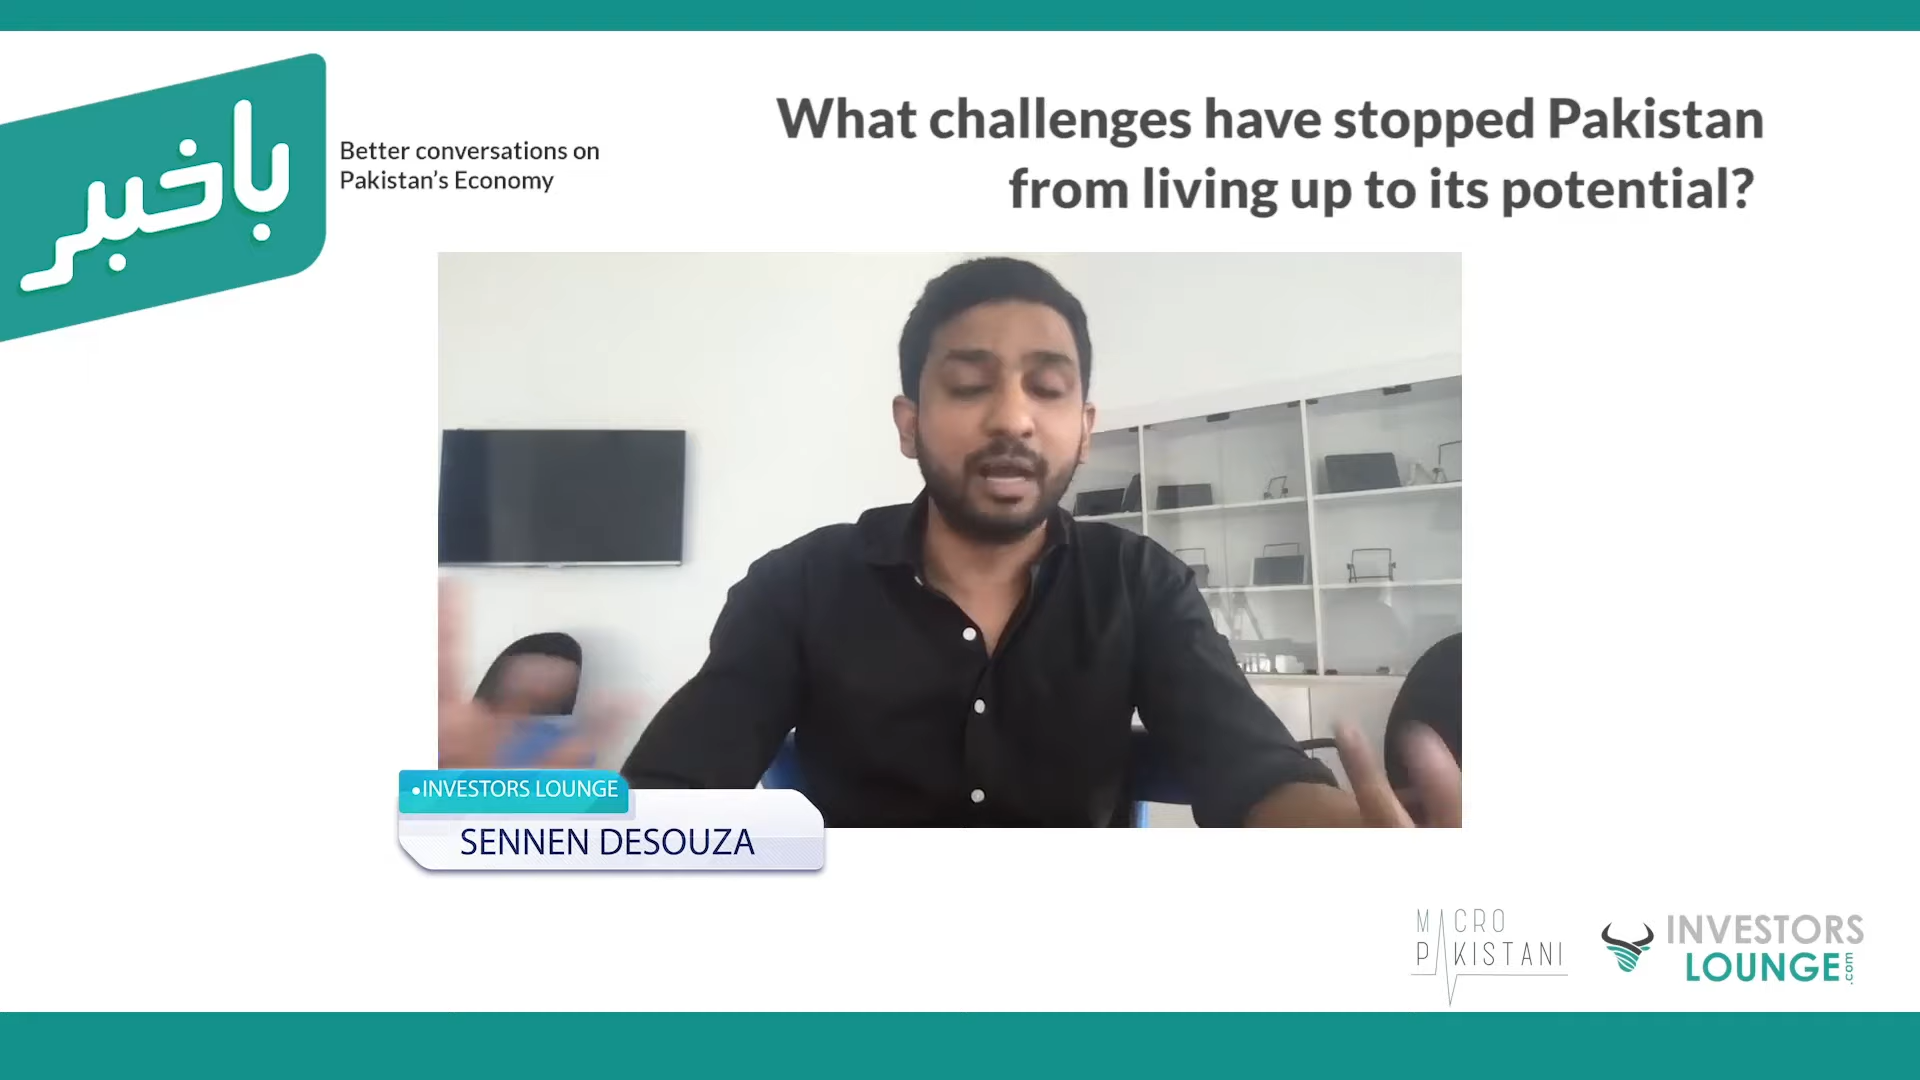 باخبر
Better conversations on
Pakistan's Economy
What challenges have stopped Pakistan
from living up to its potential?
•INVESTORS LOUNGE
SENNEN DESOUZA
MACRO
PAKISTANI
INVESTORS
LOUNGE.com